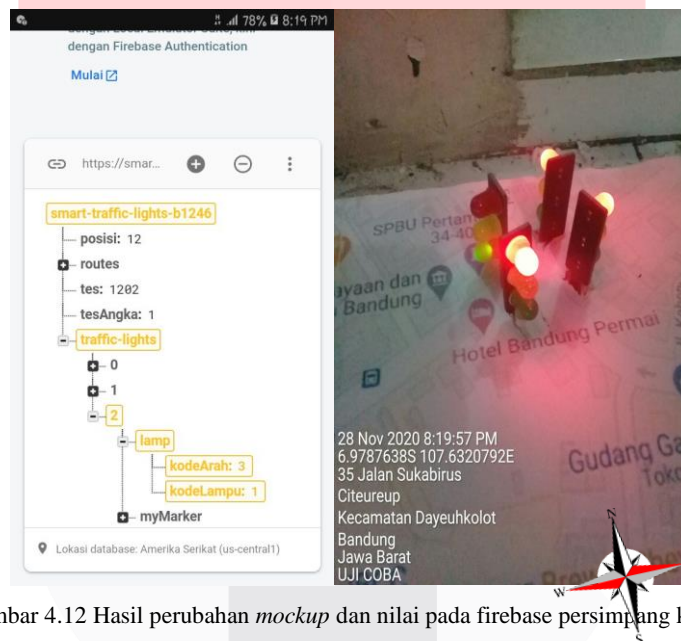 78% 8:19 PM
dengan Firebase Authentication
Mulai
https://smar...
smart-traffic-lights-b1246
posisi: 12
routes
tes: 1202
tesAngka: 1
traffic-lights
0
1
2
lamp
kodeArah: 3
kodeLampu: 1
myMarker
Lokasi database: Amerika Serikat (us-central1)
SPBU Pertam
34-40
ayaan dan
Bandung
Hotel Bandung Permai
Gudang Ga
Toko
28 Nov 2020 8:19:57 PM
6.9787638S 107.6320792E
35 Jalan Sukabirus
Citeureup
Kecamatan Dayeuhkolot
Bandung
Jawa Barat
UJI COBA
N
W
S
mbar 4.12 Hasil perubahan mockup dan nilai pada firebase persimpang k